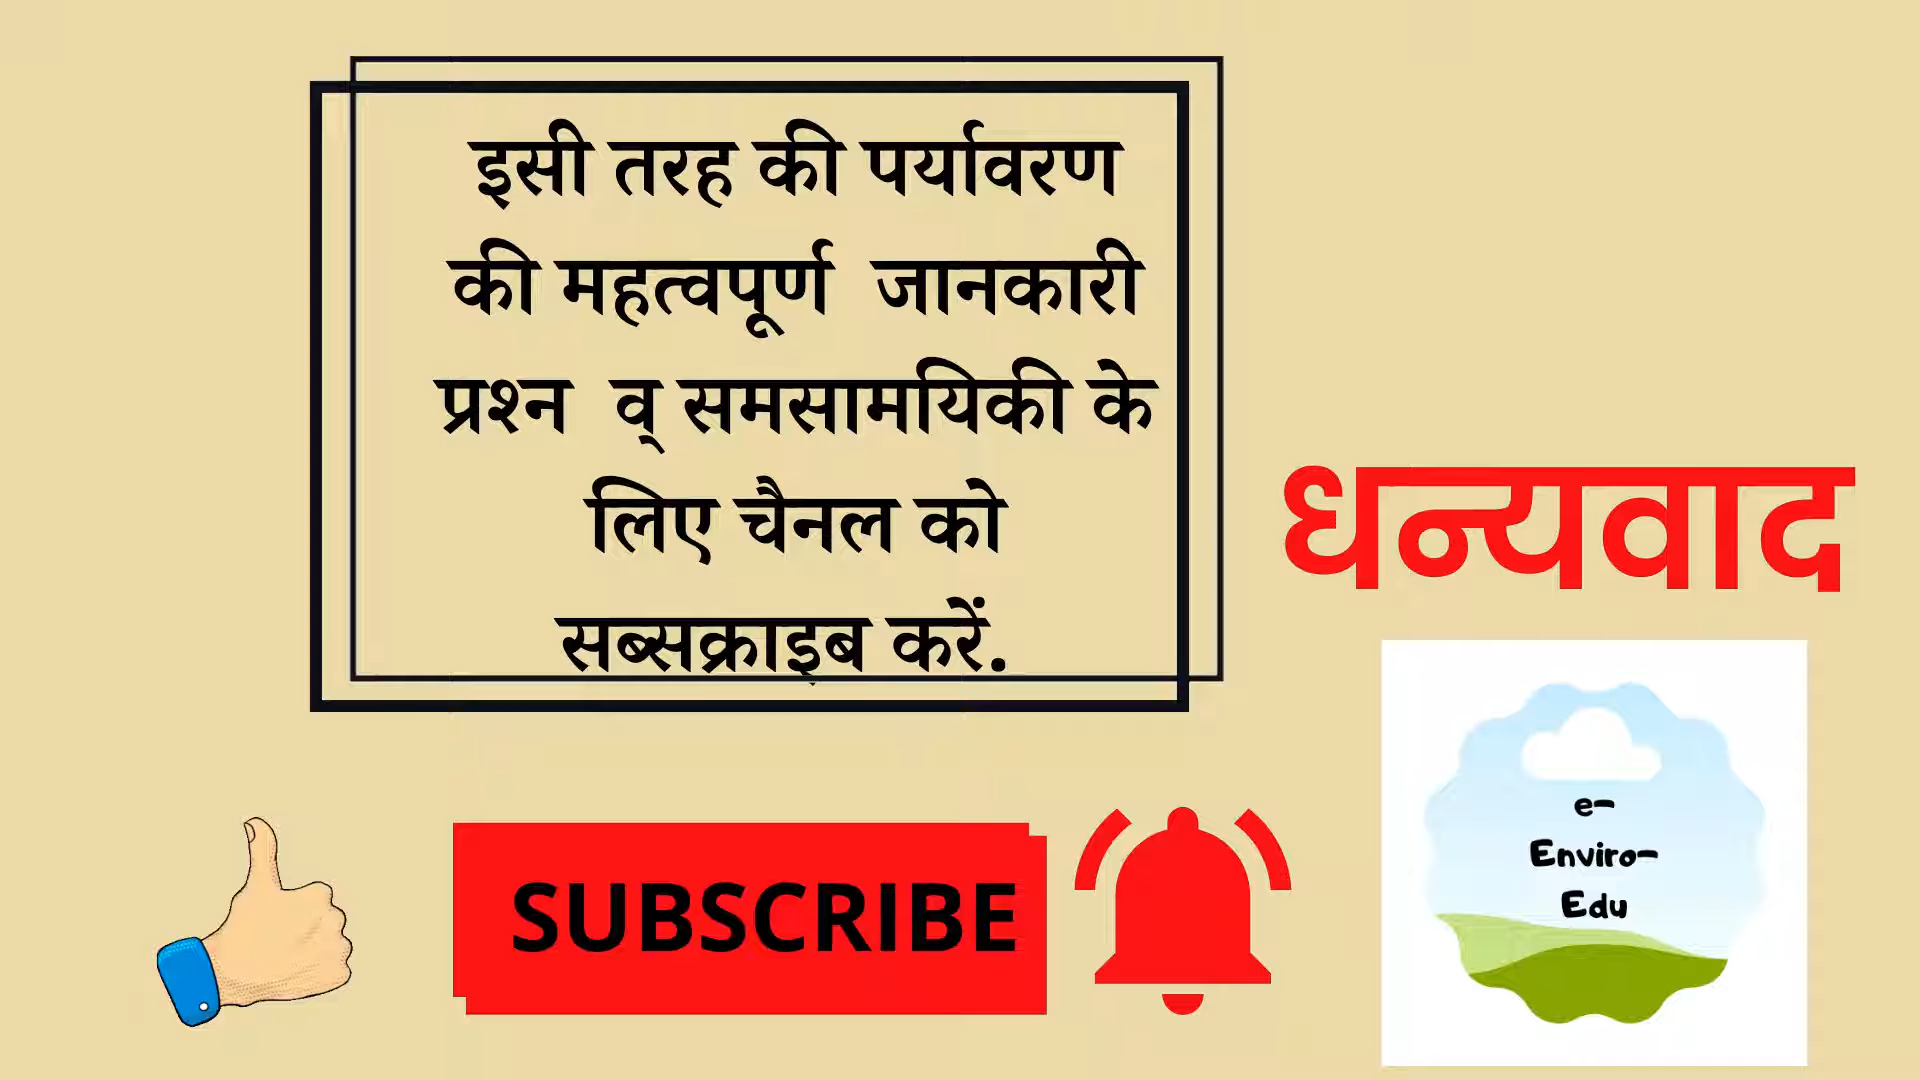 इसी तरह की पर्यावरण
की महत्वपूर्ण जानकारी
प्रश्न व् समसामयिकी के
लिए चैनल को
सब्सक्राइब करें.
धन्यवाद
SUBSCRIBE
e-
Enviro-
Edu